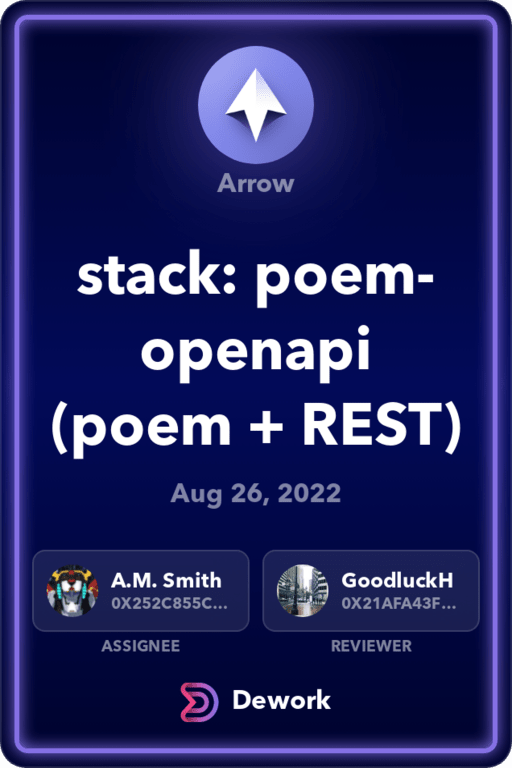 Arrow
stack: poem-
openapi
(poem + REST)
Aug 26, 2022
A.M. Smith
0X252C855C...
ASSIGNEE
GoodluckH
0X21AFA43F...
REVIEWER
Dework